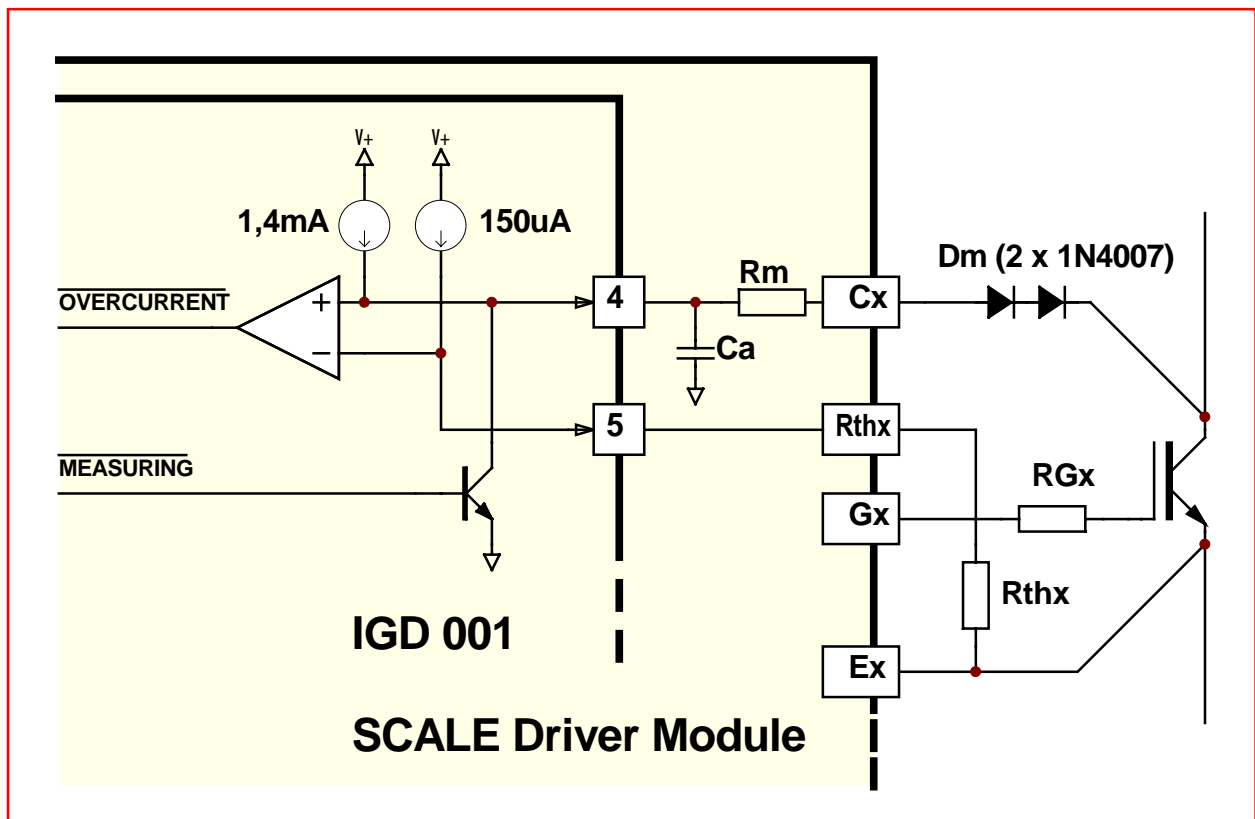 V+ V+
1,4mA 150uA
Dm (2 x 1N4007)
Rm
OVERCURRENT + 4 Cx
− Ca
5 Rthx
MEASURING RGx
Gx
Rthx
IGD 001
Ex
SCALE Driver Module